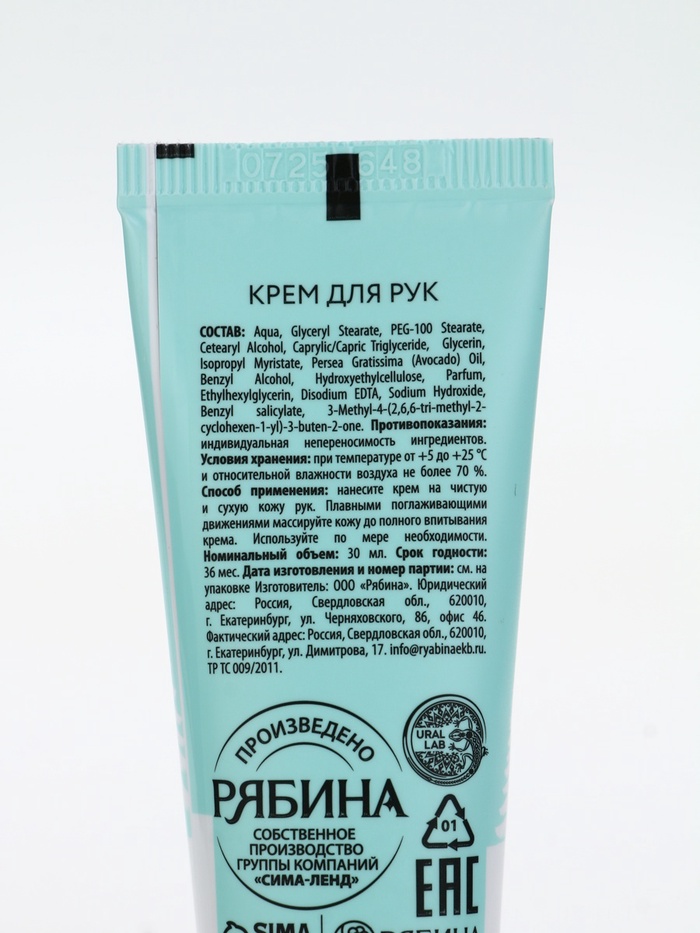 0725 648
КРЕМ ДЛЯ РУК
СОСТАВ: Aqua, Glyceryl Stearate, PEG-100 Stearate,
Cetearyl Alcohol, Caprylic/Capric Triglyceride, Glycerin,
Isopropyl Myristate, Persea Gratissima (Avocado) Oil,
Benzyl Alcohol, Hydroxyethylcellulose, Parfum,
Ethylhexylglycerin, Disodium EDTA, Sodium Hydroxide,
Benzyl salicylate, 3-Methyl-4-(2,6,6-tri-methyl-2-
cyclohexen-1-yl)-3-buten-2-one. Противопоказания:
индивидуальная непереносимость ингредиентов.
Условия хранения: при температуре от +5 до +25 °C
и относительной влажности воздуха не более 70 %.
Способ применения: нанесите крем на чистую
и сухую кожу рук. Плавными поглаживающими
движениями массируйте кожу до полного впитывания
крема. Используйте по мере необходимости.
Номинальный объем: 30 мл. Срок годности:
36 мес. Дата изготовления и номер партии: см. на
упаковке Изготовитель: ООО «Рябина». Юридический
адрес: Россия, Свердловская обл., 620010,
г. Екатеринбург, ул. Черняховского, 86, офис 46.
Фактический адрес: Россия, Свердловская обл., 620010,
г. Екатеринбург, ул. Димитрова, 17. info@ryabinaekb.ru.
ТР ТС 009/2011.
ПРОИЗВЕДЕНО
РЯБИНА
СОБСТВЕННОЕ
ПРОИЗВОДСТВО
ГРУППЫ КОМПАНИЙ
«СИМА-ЛЕНД»
URAL
LAB
01
EAC
SIMA
РЯБИНА